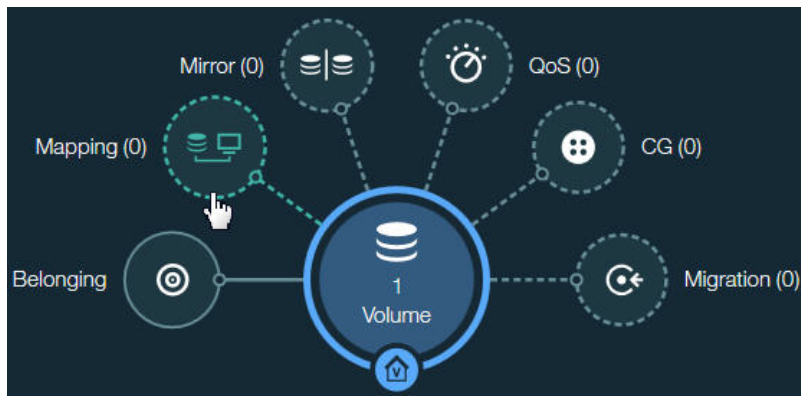 Mirror (0)
QoS (0)
Mapping (0)
CG (0)
Belonging
Migration (0)
1
Volume
V